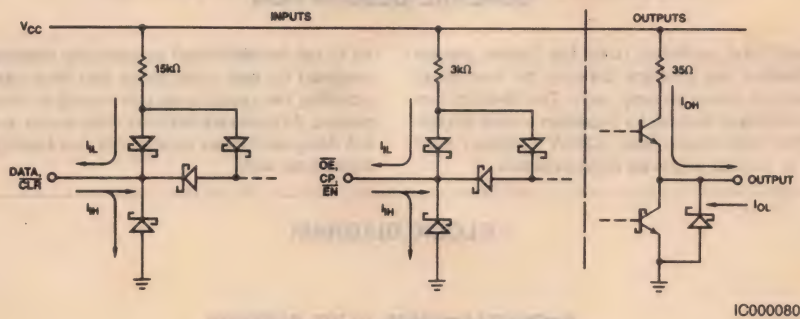 INPUTS
OUTPUTS
VCC
15kΩ
3kΩ
35Ω
IOH
IIL
IIL
DATA,
CLR
OE,
CP,
EN
OUTPUT
IIH
IIH
IOL
IC000080